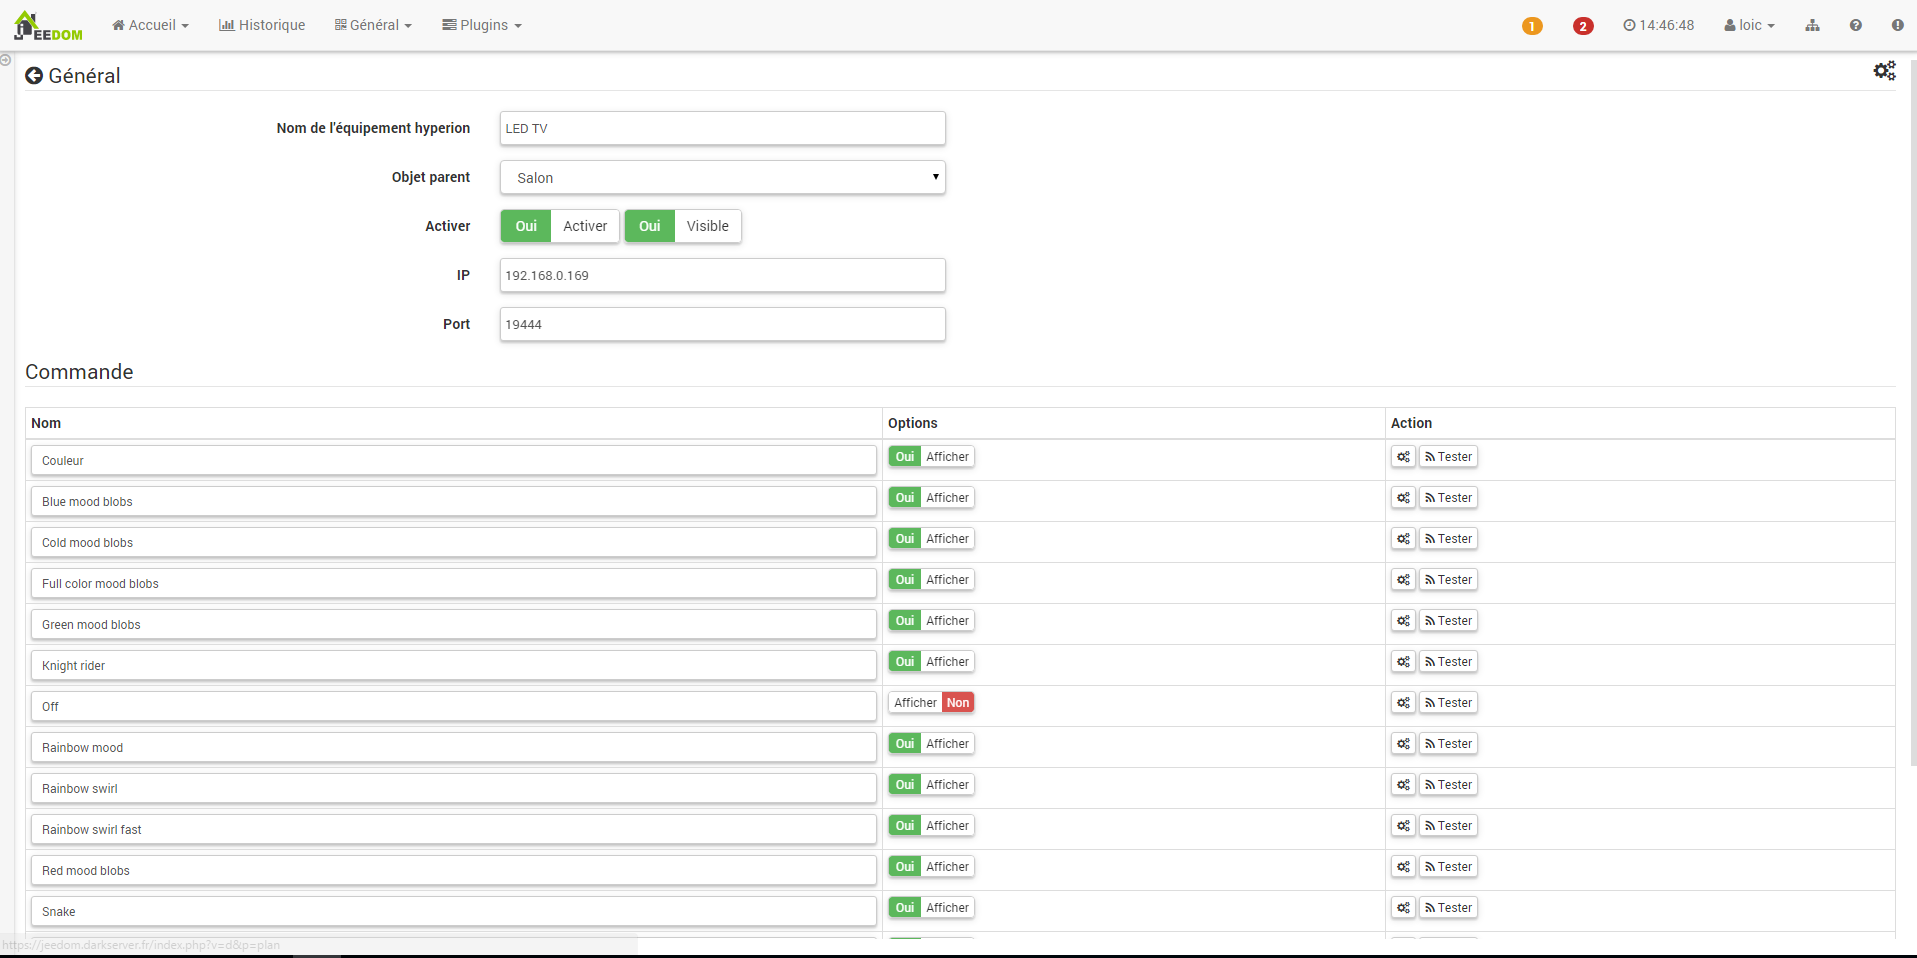 JEEDOM Accueil Historique Général Plugins 1 2 14:46:48 loic
Général
Nom de l'équipement hyperion LED TV
Objet parent Salon
Activer Oui Activer Oui Visible
IP 192.168.0.169
Port 19444
Commande
Nom Options Action
Couleur Oui Afficher Tester
Blue mood blobs Oui Afficher Tester
Cold mood blobs Oui Afficher Tester
Full color mood blobs Oui Afficher Tester
Green mood blobs Oui Afficher Tester
Knight rider Oui Afficher Tester
Off Afficher Non Tester
Rainbow mood Oui Afficher Tester
Rainbow swirl Oui Afficher Tester
Rainbow swirl fast Oui Afficher Tester
Red mood blobs Oui Afficher Tester
Snake Oui Afficher Tester
https://jeedom.darkserver.fr/index.php?v=d&p=plan